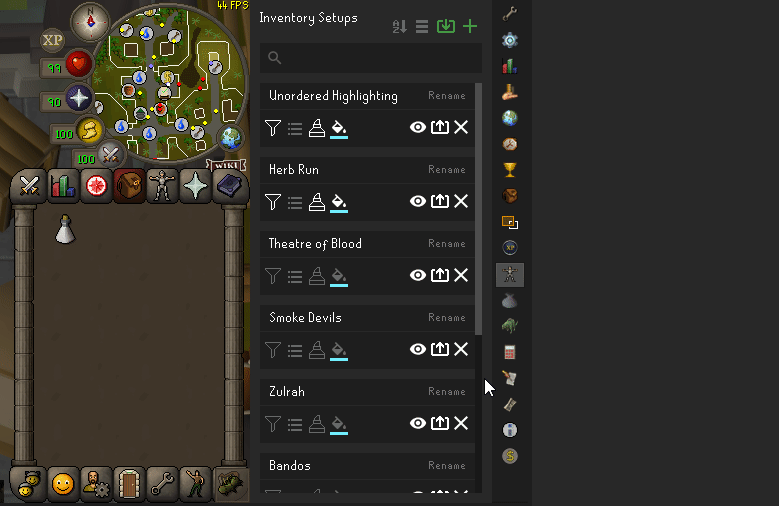 44 FPS
XP
99
90
100
100
WIKI
Inventory Setups
Unordered Highlighting Rename
Herb Run Rename
Theatre of Blood Rename
Smoke Devils Rename
Zulrah Rename
Bandos Rename
XP